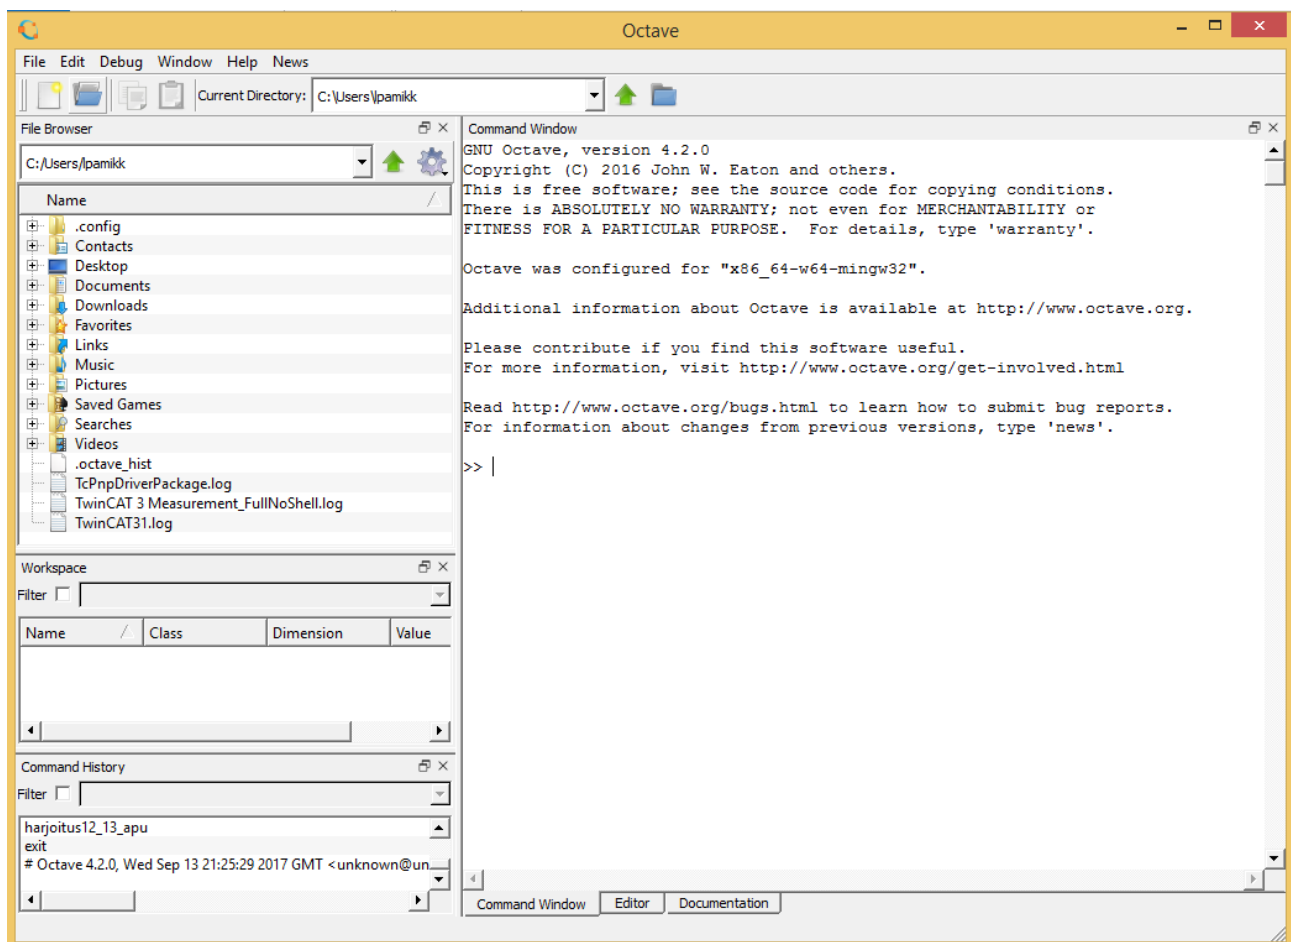 Octave
File Edit Debug Window Help News
Current Directory: C:\Users\lpamikk
File Browser
C:/Users/lpamikk
Name
.config
Contacts
Desktop
Documents
Downloads
Favorites
Links
Music
Pictures
Saved Games
Searches
Videos
.octave_hist
TcPnpDriverPackage.log
TwinCAT 3 Measurement_FullNoShell.log
TwinCAT31.log
Workspace
Filter
Name Class Dimension Value
Command History
Filter
harjoitus12_13_apu
exit
# Octave 4.2.0, Wed Sep 13 21:25:29 2017 GMT <unknown@un
Command Window
GNU Octave, version 4.2.0
Copyright (C) 2016 John W. Eaton and others.
This is free software; see the source code for copying conditions.
There is ABSOLUTELY NO WARRANTY; not even for MERCHANTABILITY or
FITNESS FOR A PARTICULAR PURPOSE.  For details, type 'warranty'.
Octave was configured for "x86_64-w64-mingw32".
Additional information about Octave is available at http://www.octave.org.
Please contribute if you find this software useful.
For more information, visit http://www.octave.org/get-involved.html
Read http://www.octave.org/bugs.html to learn how to submit bug reports.
For information about changes from previous versions, type 'news'.
>>
Command Window Editor Documentation